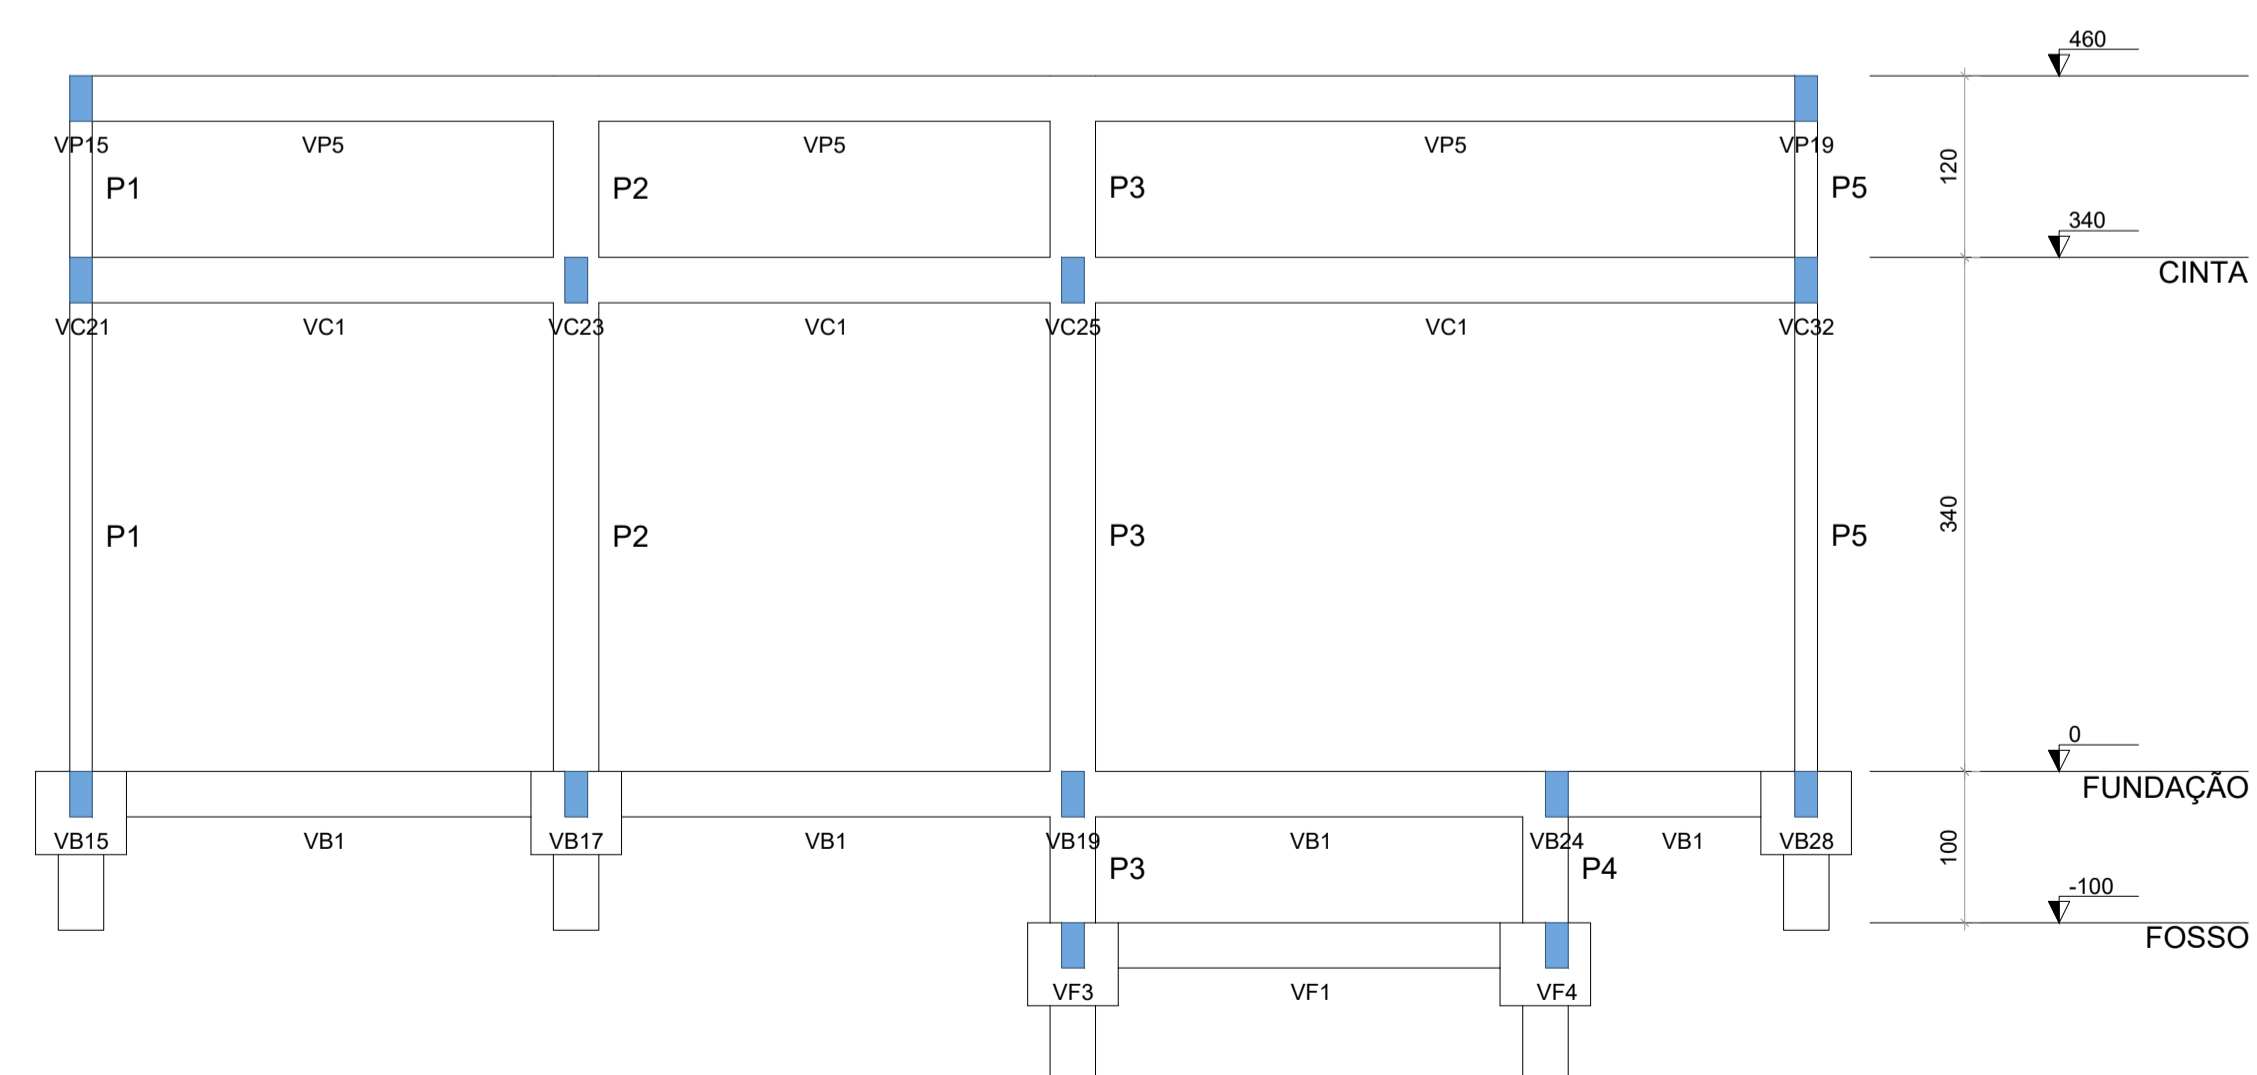 460
VP15 VP5 VP5 VP5 VP19
P1 P2 P3 P5 120
340
CINTA
VC21 VC1 VC23 VC1 VC25 VC1 VC32
P1 P2 P3 P5 340
0
FUNDAÇÃO
VB15 VB1 VB17 VB1 VB19 VB1 VB24 VB1 VB28 100
P3 P4
-100
FOSSO
VF3 VF1 VF4